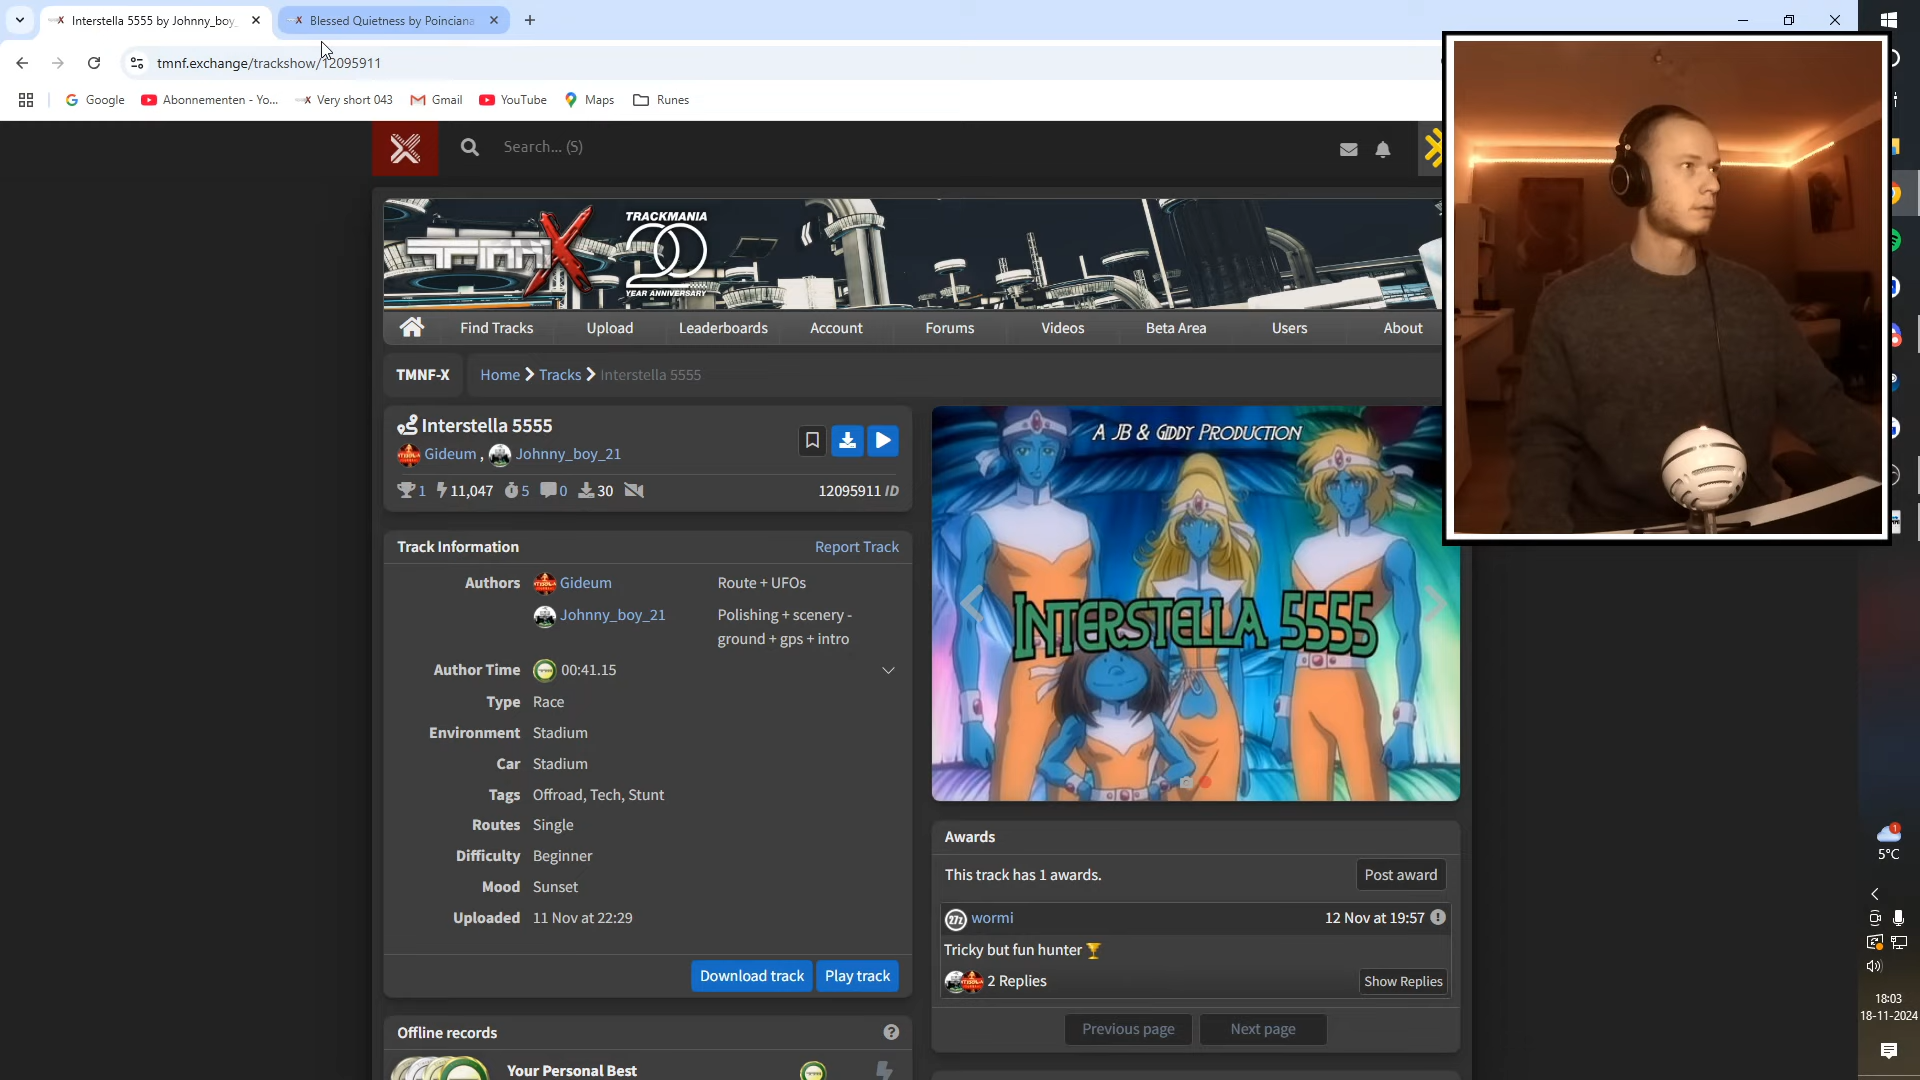 Interstella 5555 by Johnny_boy_
Blessed Quietness by Poinciana
tmnf.exchange/trackshow/12095911
Google
Abonnementen - Yo...
Very short 043
Gmail
YouTube
Maps
Runes
Search... (S)
TRACKMANIA
20
YEAR ANNIVERSARY
Find Tracks
Upload
Leaderboards
Account
Forums
Videos
Beta Area
Users
About
TMNF-X
Home
Tracks
Interstella 5555
Interstella 5555
Gideum , Johnny_boy_21
1 11,047 5 0 30
12095911 ID
Track Information
Report Track
Authors Gideum Route + UFOs
Johnny_boy_21 Polishing + scenery -
ground + gps + intro
Author Time 00:41.15
Type Race
Environment Stadium
Car Stadium
Tags Offroad, Tech, Stunt
Routes Single
Difficulty Beginner
Mood Sunset
Uploaded 11 Nov at 22:29
Download track
Play track
Offline records
Your Personal Best
A JB & GIDDY PRODUCTION
INTERSTELLA 5555
Awards
This track has 1 awards.
Post award
wormi
12 Nov at 19:57
Tricky but fun hunter
2 Replies
Show Replies
Previous page
Next page
1
5°C
18:03
18-11-2024